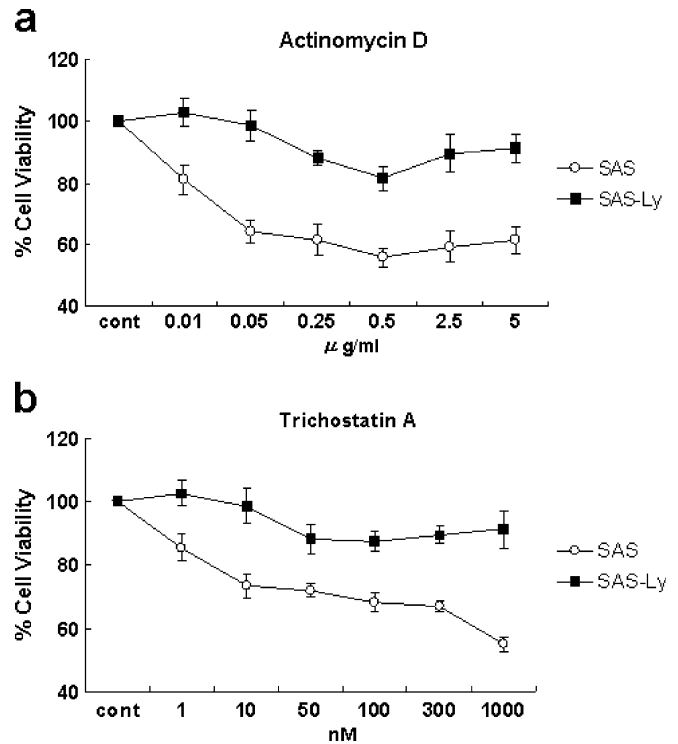 a
Actinomycin D
120
100
80
60
40
% Cell Viability
cont 0.01 0.05 0.25 0.5 2.5 5
μ g/ml
SAS
SAS-Ly
b
Trichostatin A
120
100
80
60
40
% Cell Viability
cont 1 10 50 100 300 1000
nM
SAS
SAS-Ly